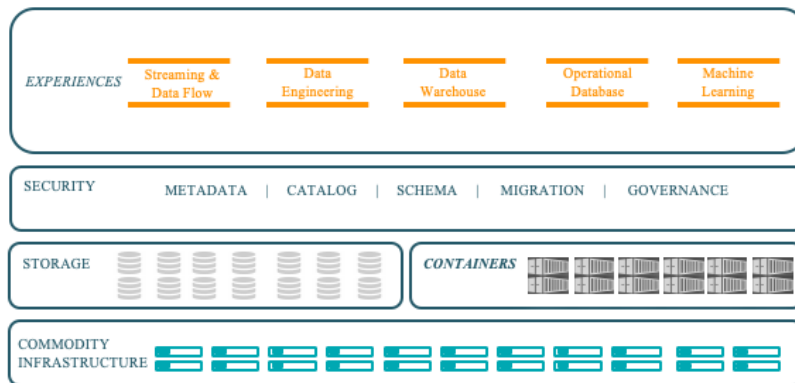 EXPERIENCES
Streaming &
Data Flow
Data
Engineering
Data
Warehouse
Operational
Database
Machine
Learning
SECURITY METADATA | CATALOG | SCHEMA | MIGRATION | GOVERNANCE
STORAGE
CONTAINERS
COMMODITY
INFRASTRUCTURE